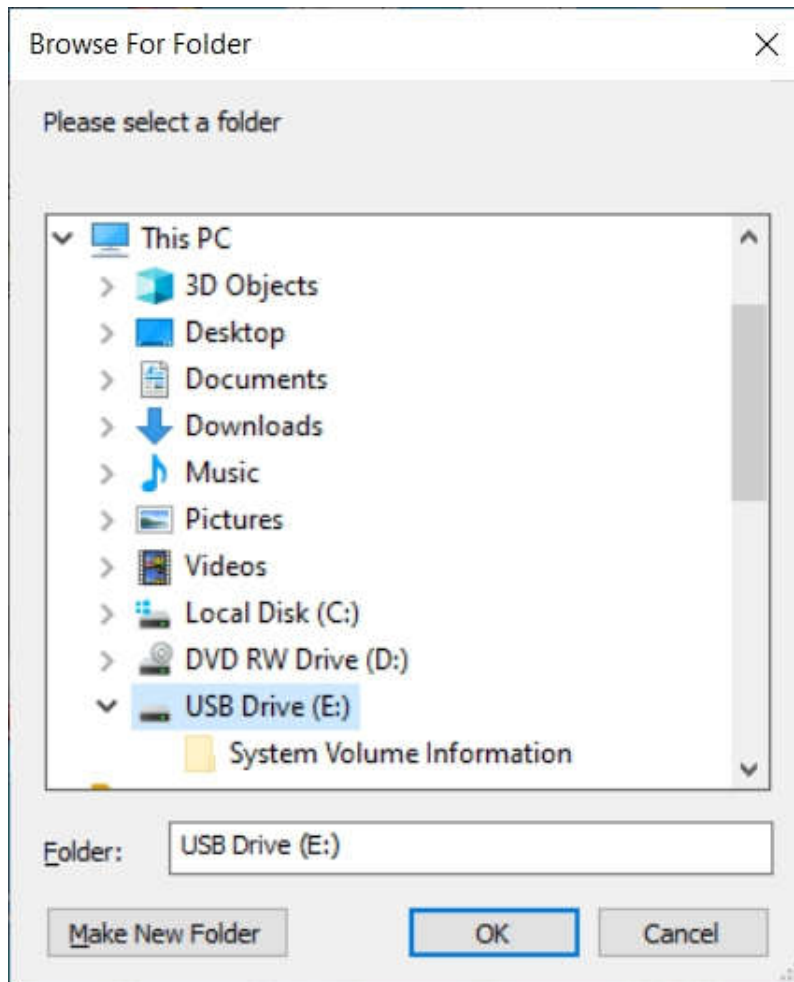 Browse For Folder
Please select a folder
This PC
3D Objects
Desktop
Documents
Downloads
Music
Pictures
Videos
Local Disk (C:)
DVD RW Drive (D:)
USB Drive (E:)
System Volume Information
Folder: USB Drive (E:)
Make New Folder OK Cancel